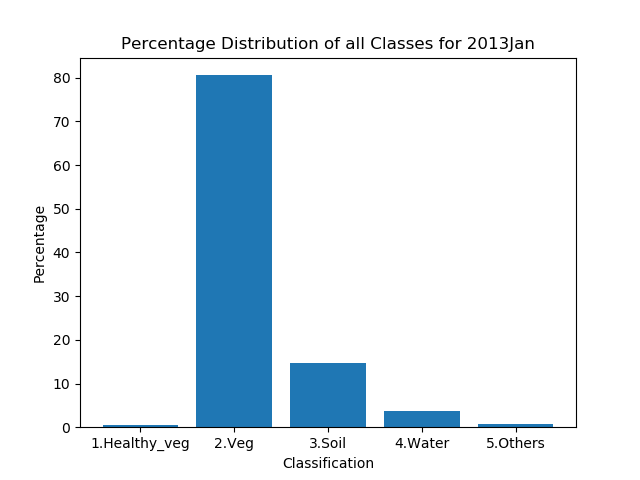 Percentage Distribution of all Classes for 2013Jan
80
70
60
50
40
30
20
10
0
Percentage
1.Healthy_veg 2.Veg 3.Soil 4.Water 5.Others
Classification